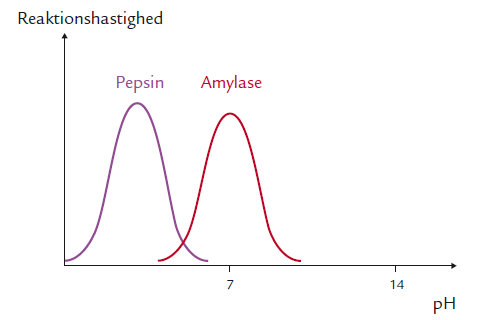 Reaktionshastighed
Pepsin Amylase
7 14
pH